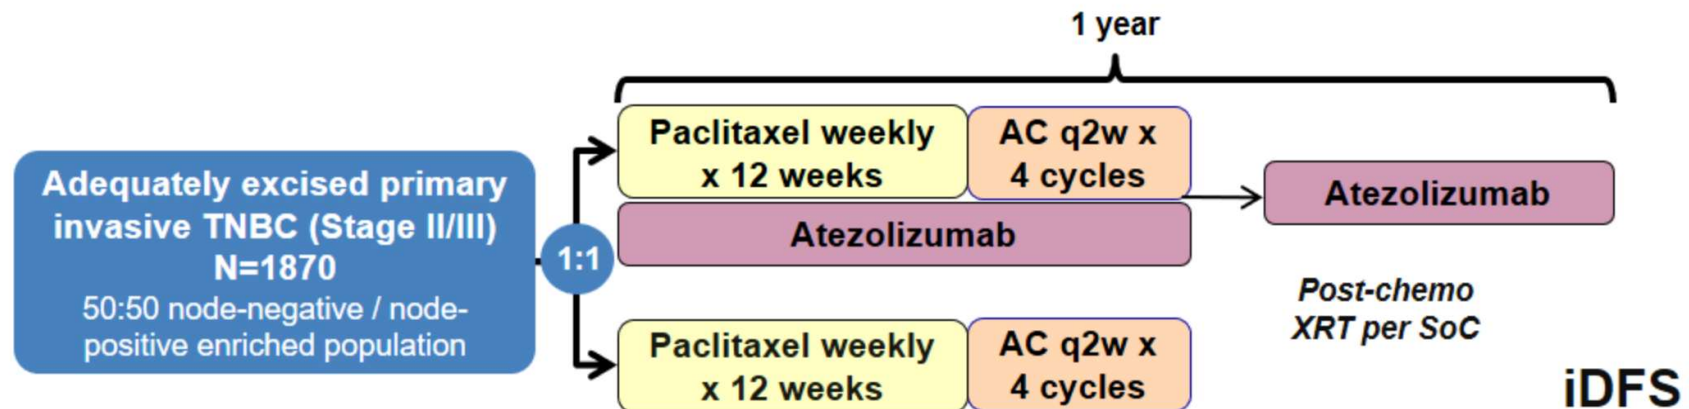 1 year
Adequately excised primary
invasive TNBC (Stage II/III)
N=1870
50:50 node-negative / node-
positive enriched population
1:1
Paclitaxel weekly
x 12 weeks
AC q2w x
4 cycles
Atezolizumab
Atezolizumab
Post-chemo
XRT per SoC
Paclitaxel weekly
x 12 weeks
AC q2w x
4 cycles
iDFS